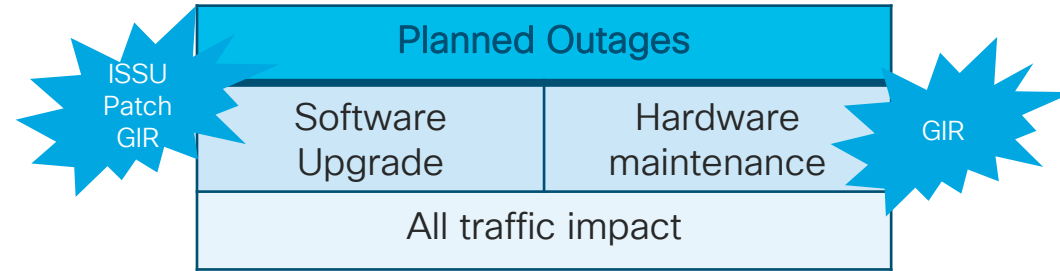 Planned Outages
ISSU
Patch
GIR
Software
Upgrade
Hardware
maintenance
GIR
All traffic impact